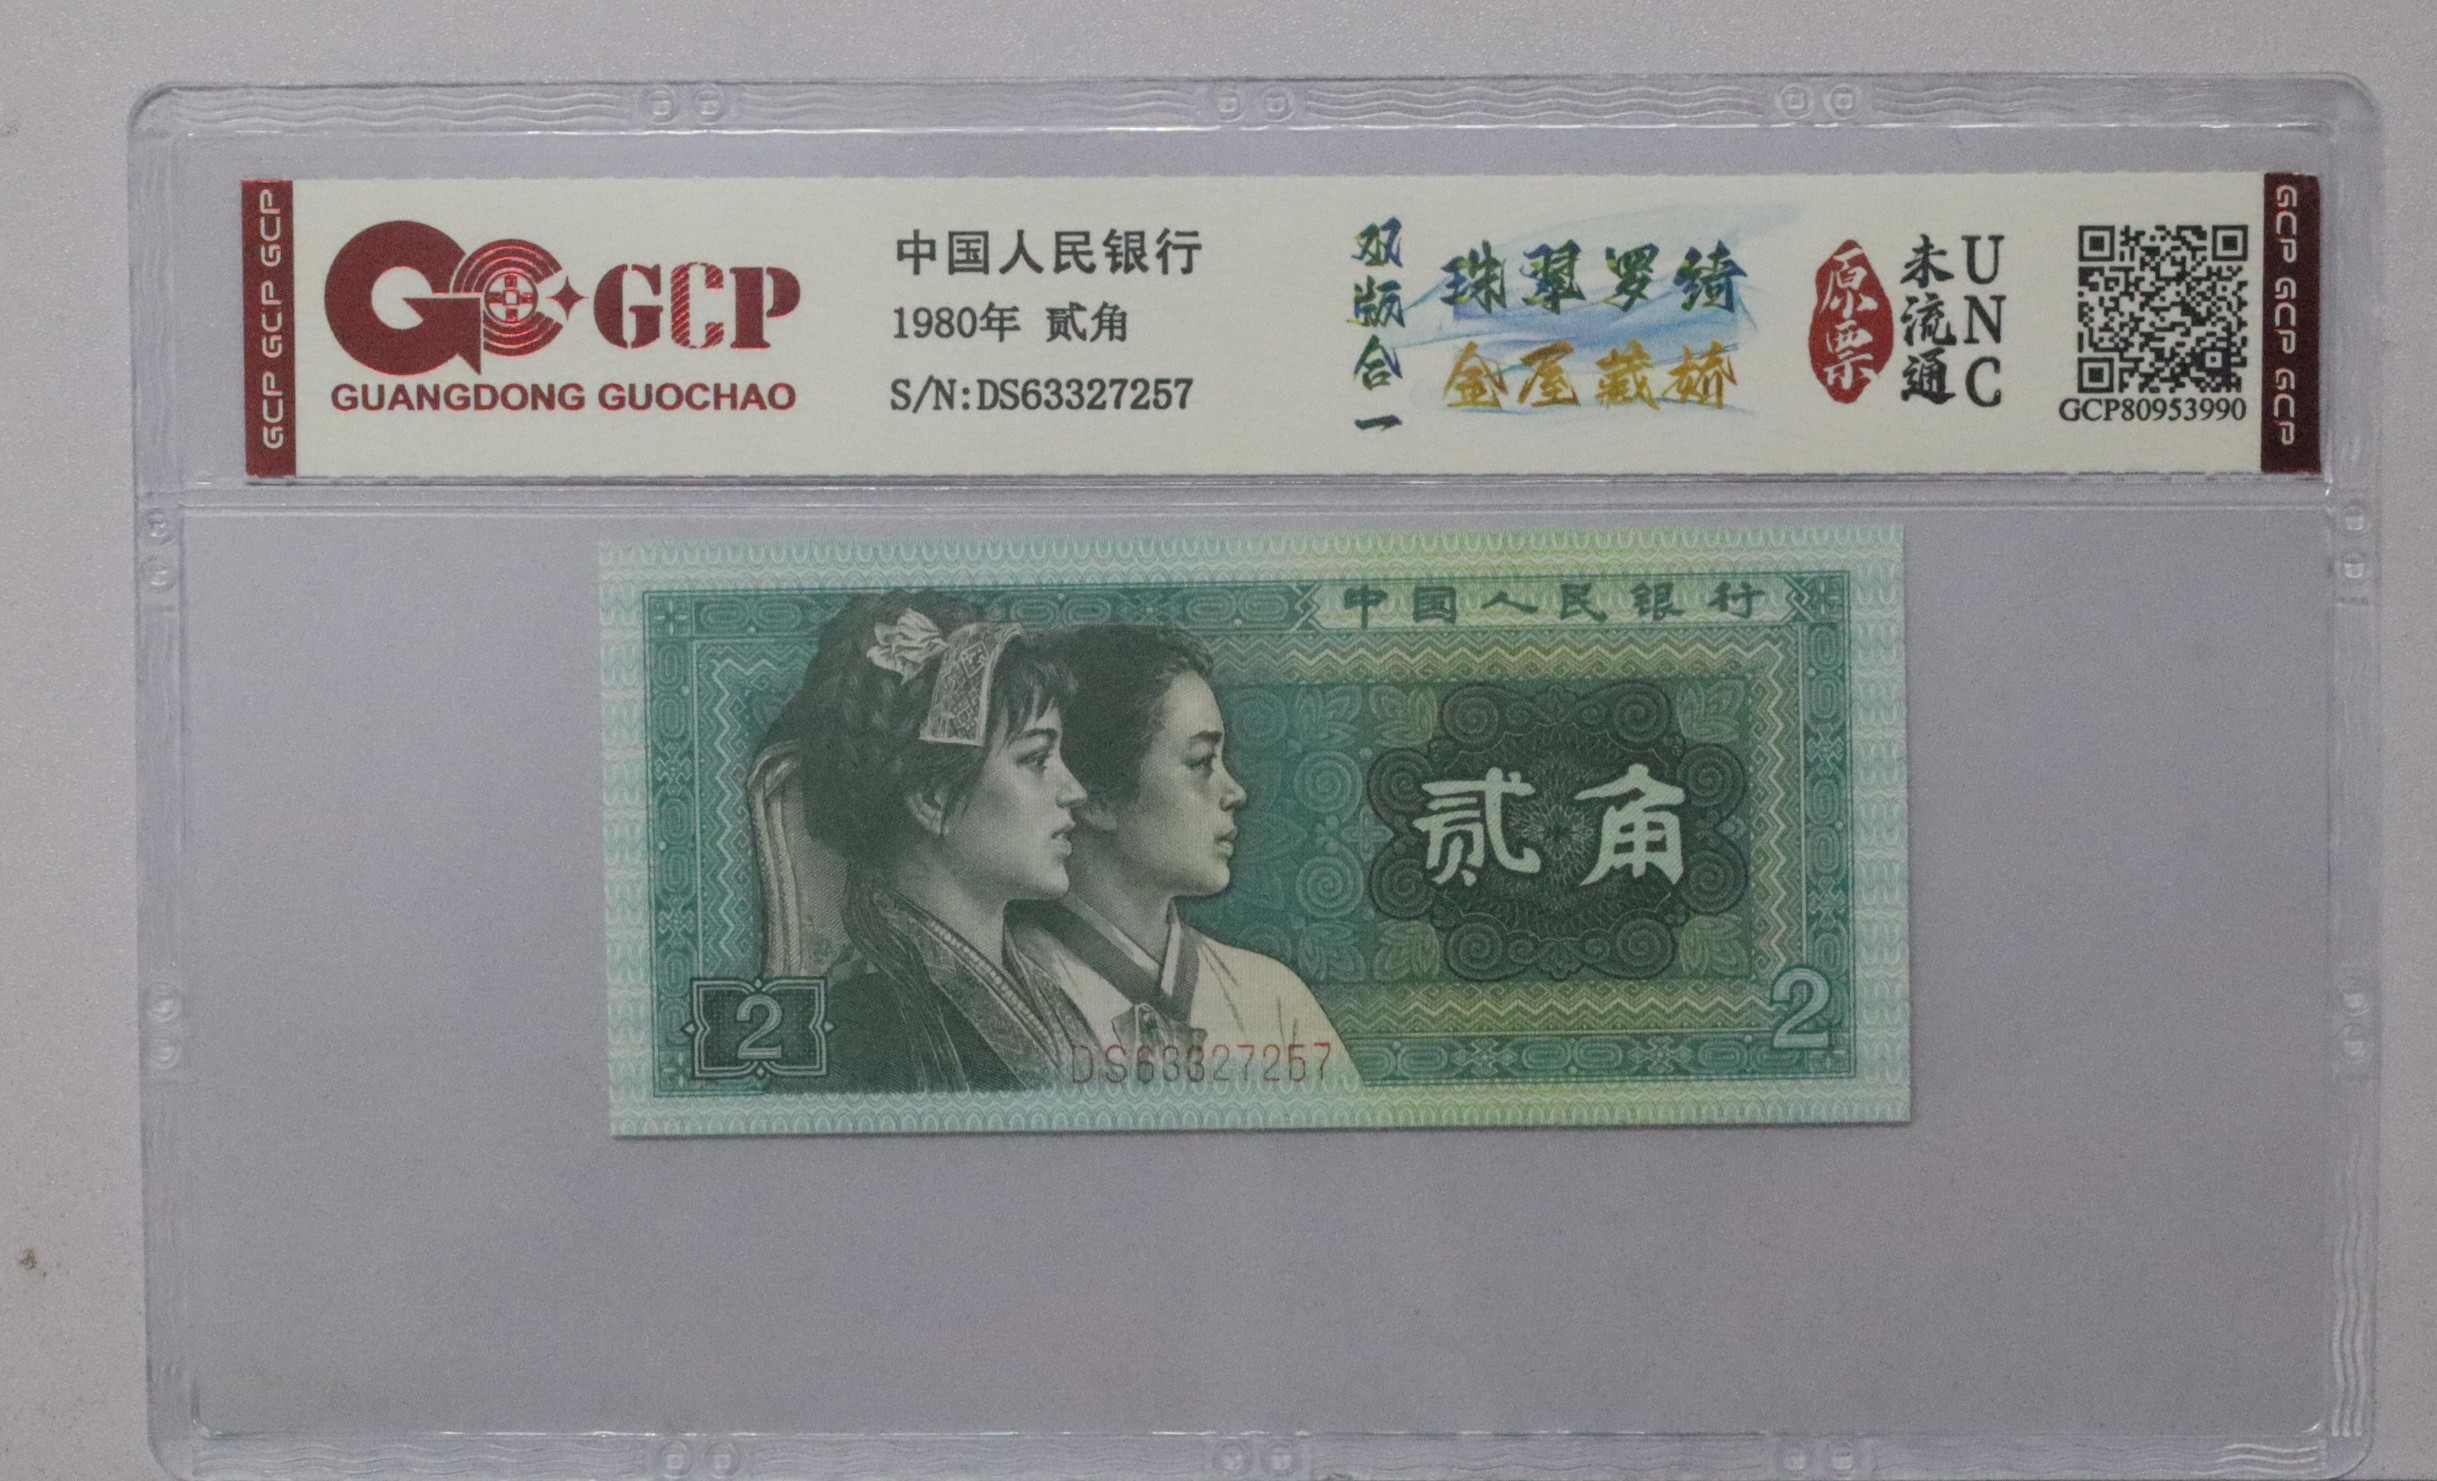 GCP GCP GCP
GCP
GUANGDONG GUOCHAO
中国人民银行
1980年 贰角
S/N:DS63327257
双版合一
珠翠罗绮
金屋藏娇
原票
未流通
UNC
GCP80953990
GCP GCP GCP
中国人民银行
贰角
2
2
DS63327257